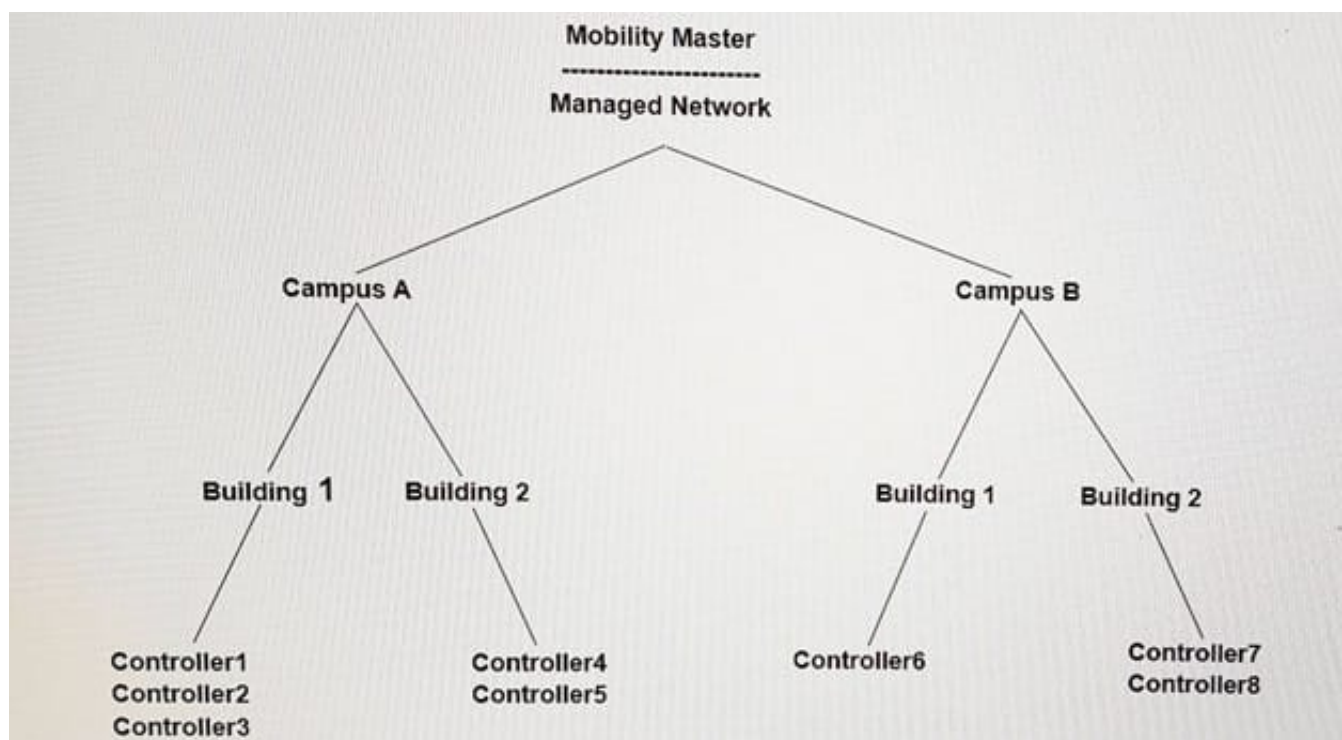 Mobility Master
-----------------------
Managed Network
Campus A
Campus B
Building 1
Building 2
Building 1
Building 2
Controller1
Controller2
Controller3
Controller4
Controller5
Controller6
Controller7
Controller8